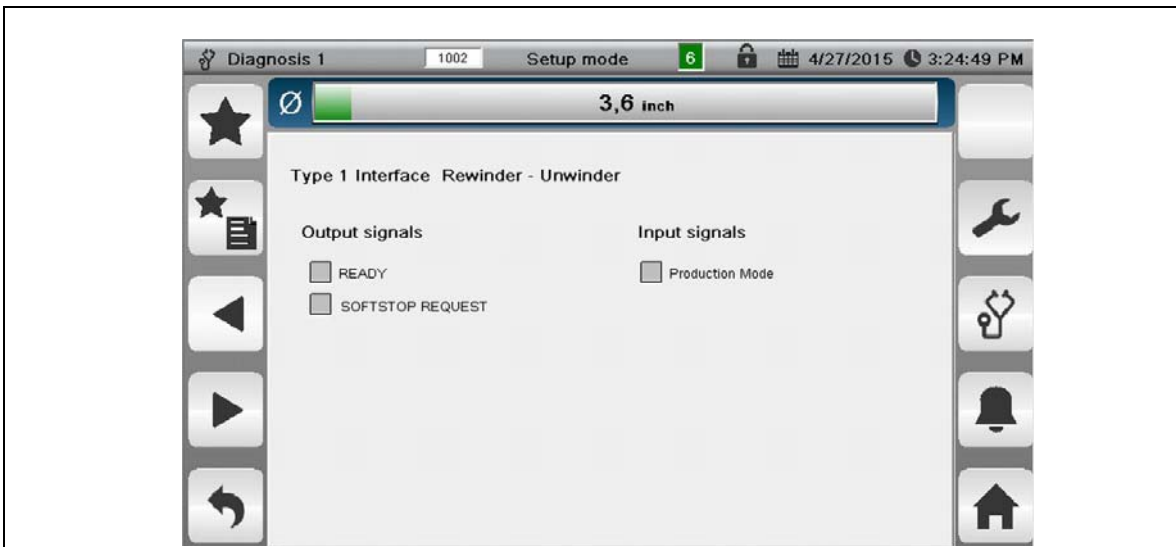 Diagnosis 1 1002 Setup mode 6 4/27/2015 3:24:49 PM
Ø 3,6 inch
Type 1 Interface Rewinder - Unwinder
Output signals Input signals
READY Production Mode
SOFTSTOP REQUEST